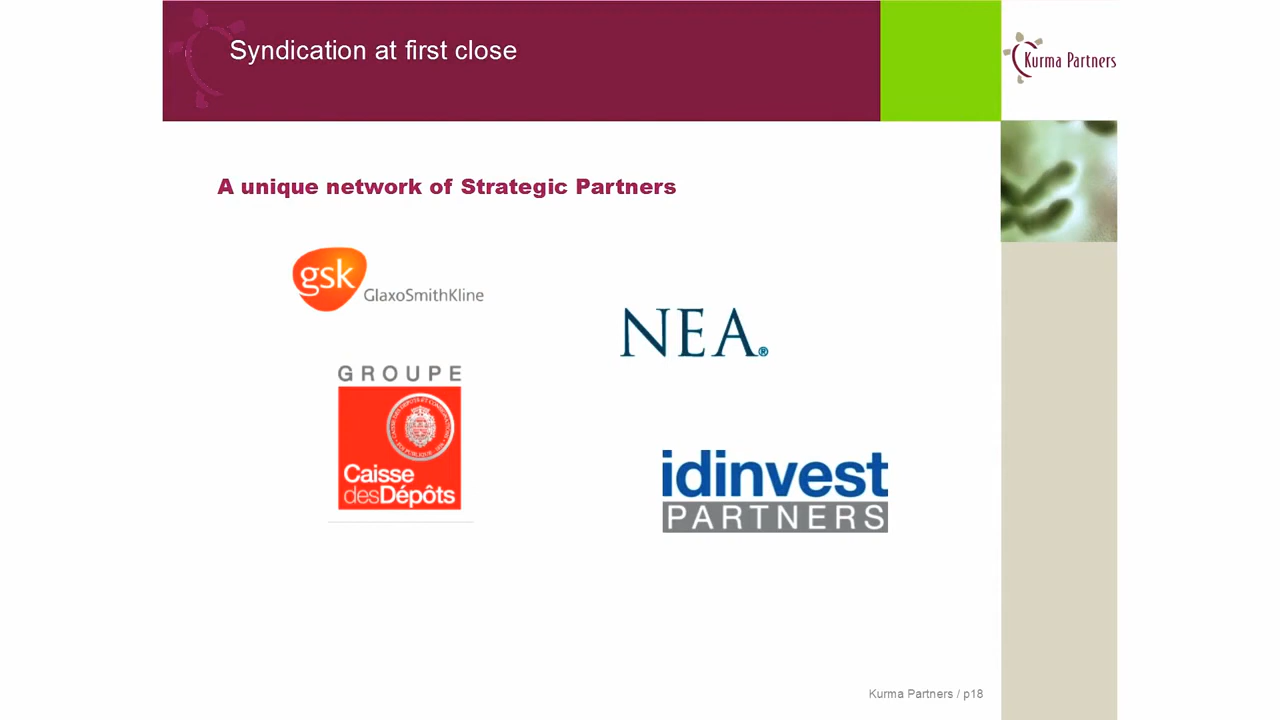 Syndication at first close
Kurma Partners
A unique network of Strategic Partners
gsk
GlaxoSmithKline
NEA®
GROUPE
Caisse
desDépôts
idinvest
PARTNERS
Kurma Partners / p18